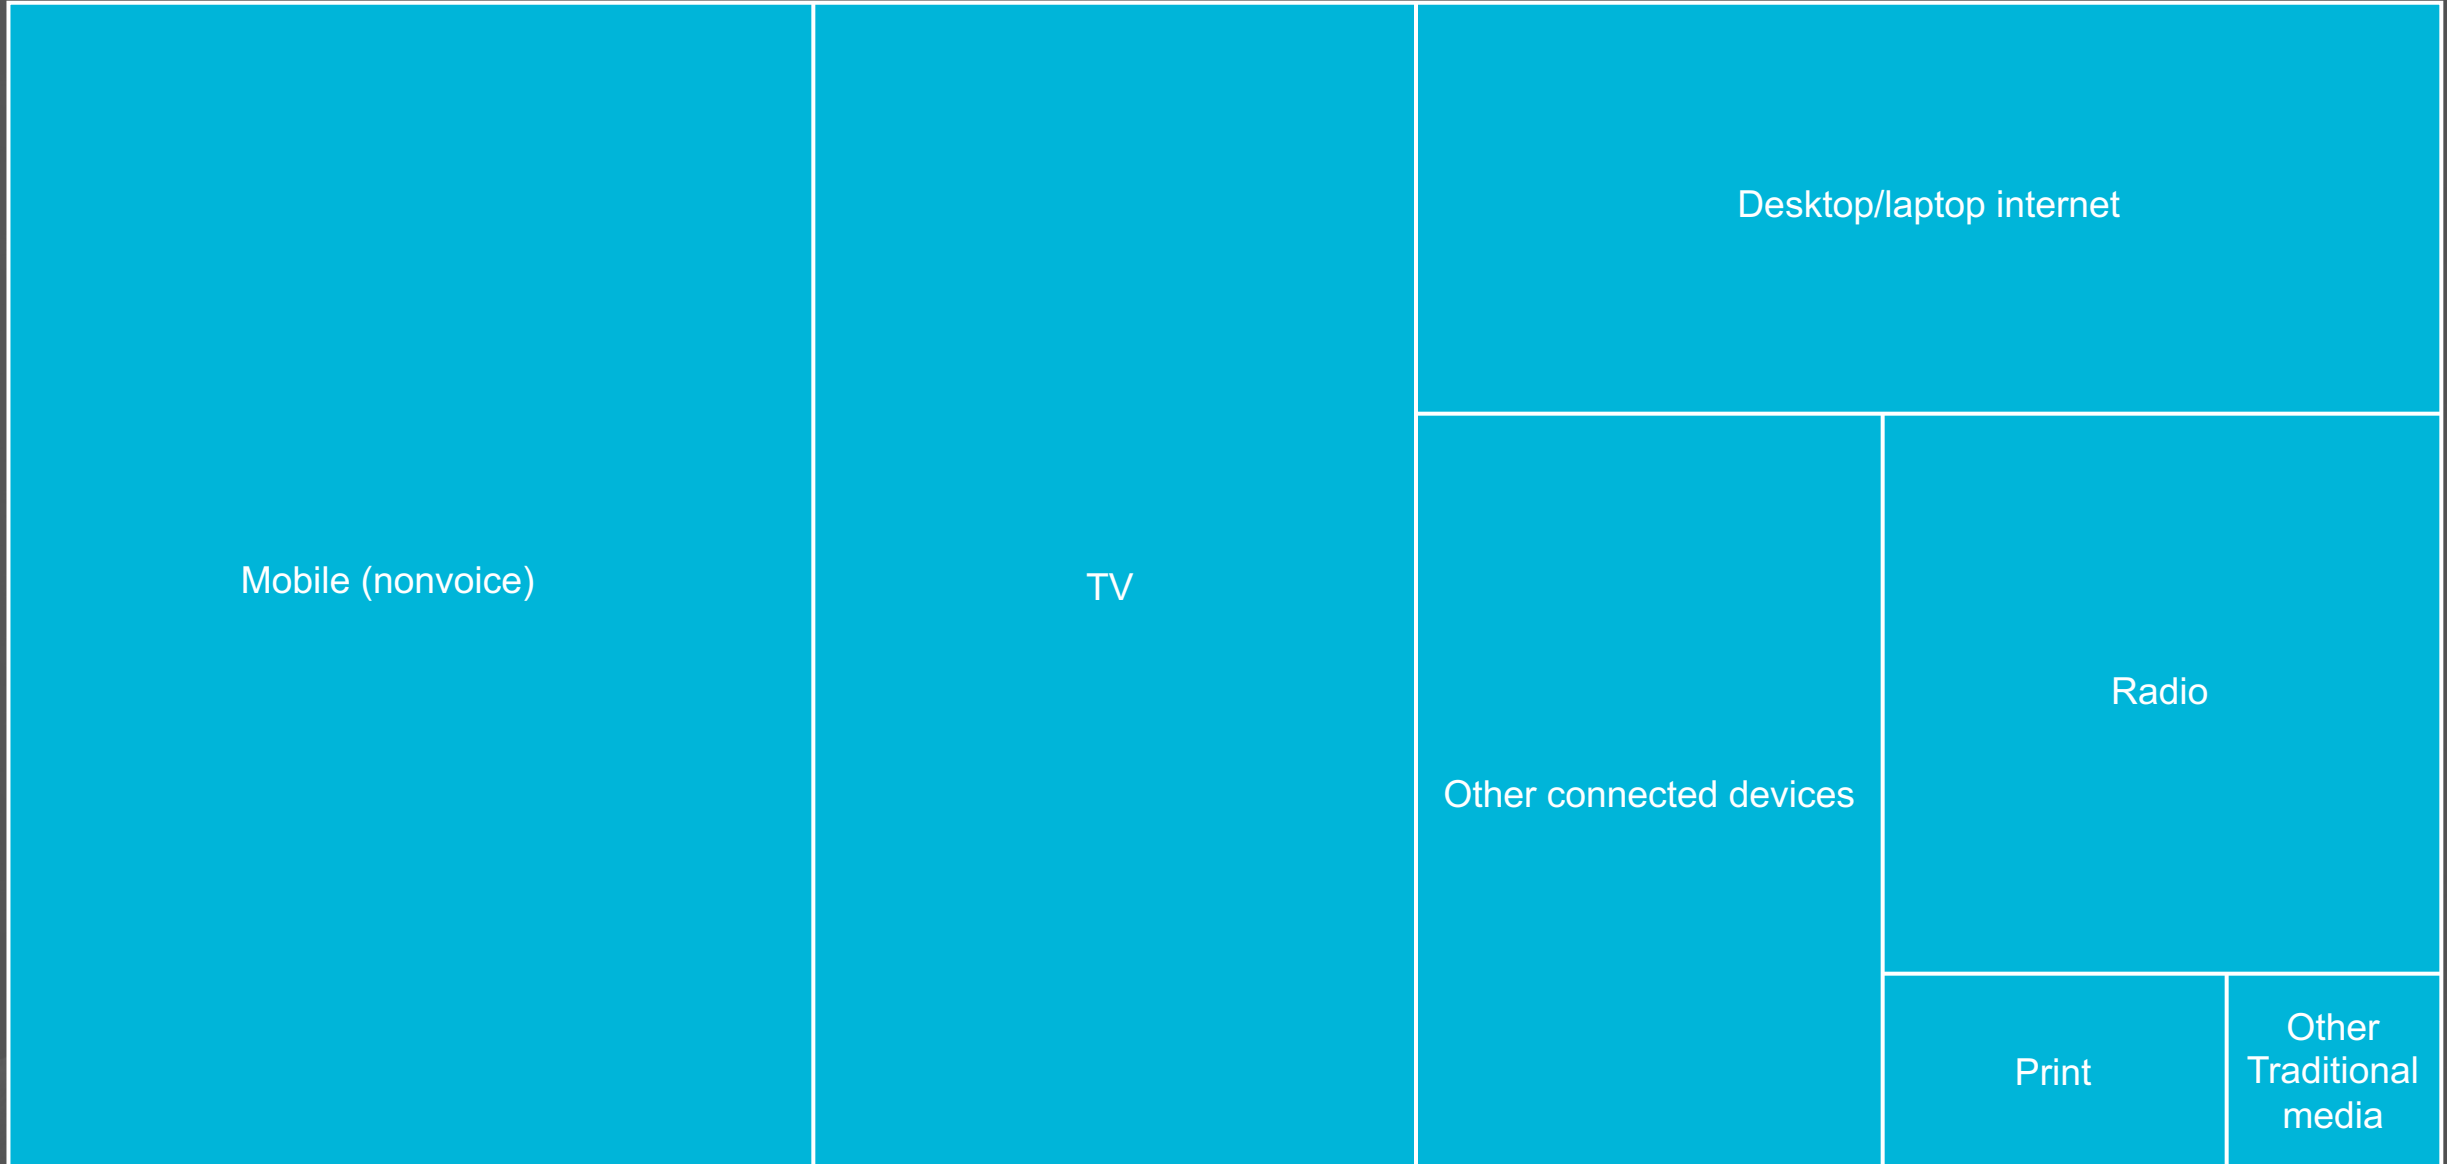 Mobile (nonvoice)
TV
Desktop/laptop internet
Other connected devices
Radio
Print
Other
Traditional
media